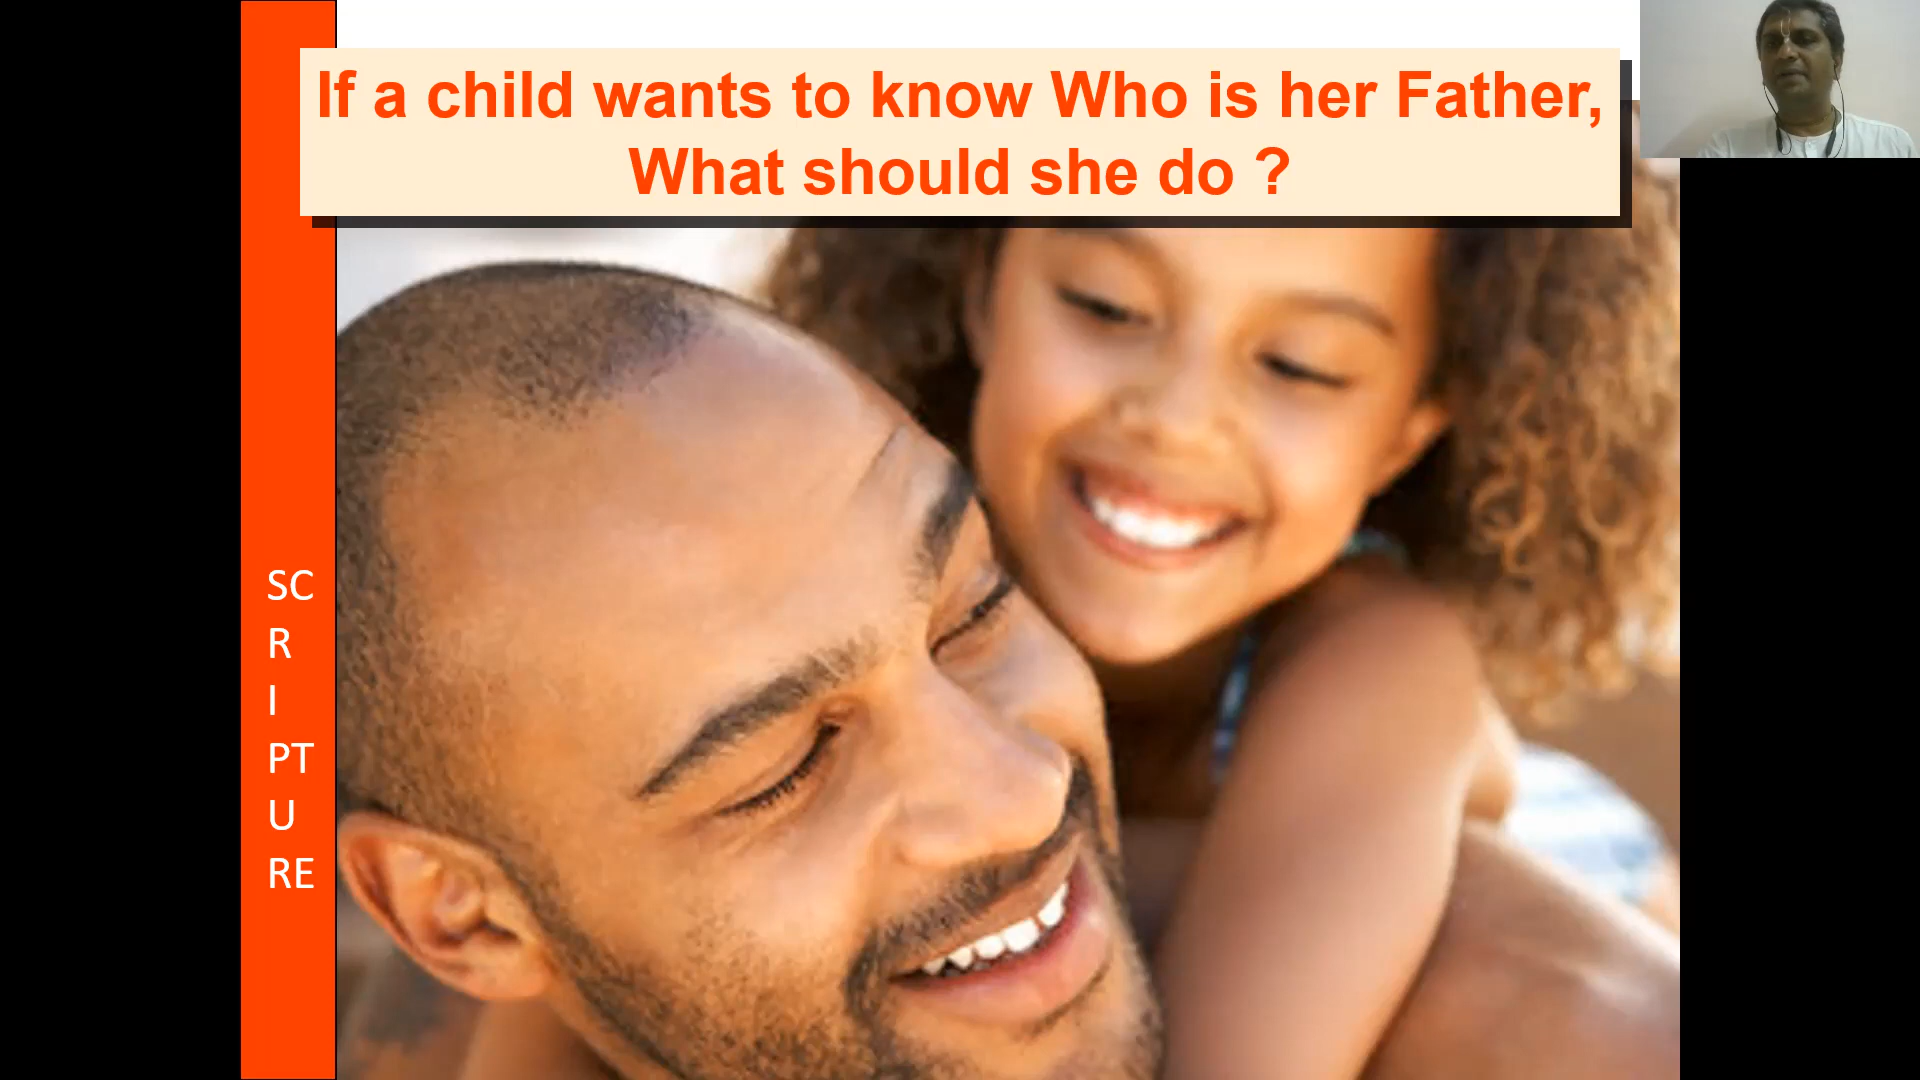 If a child wants to know Who is her Father,
What should she do ?
SC
R
I
PT
U
RE